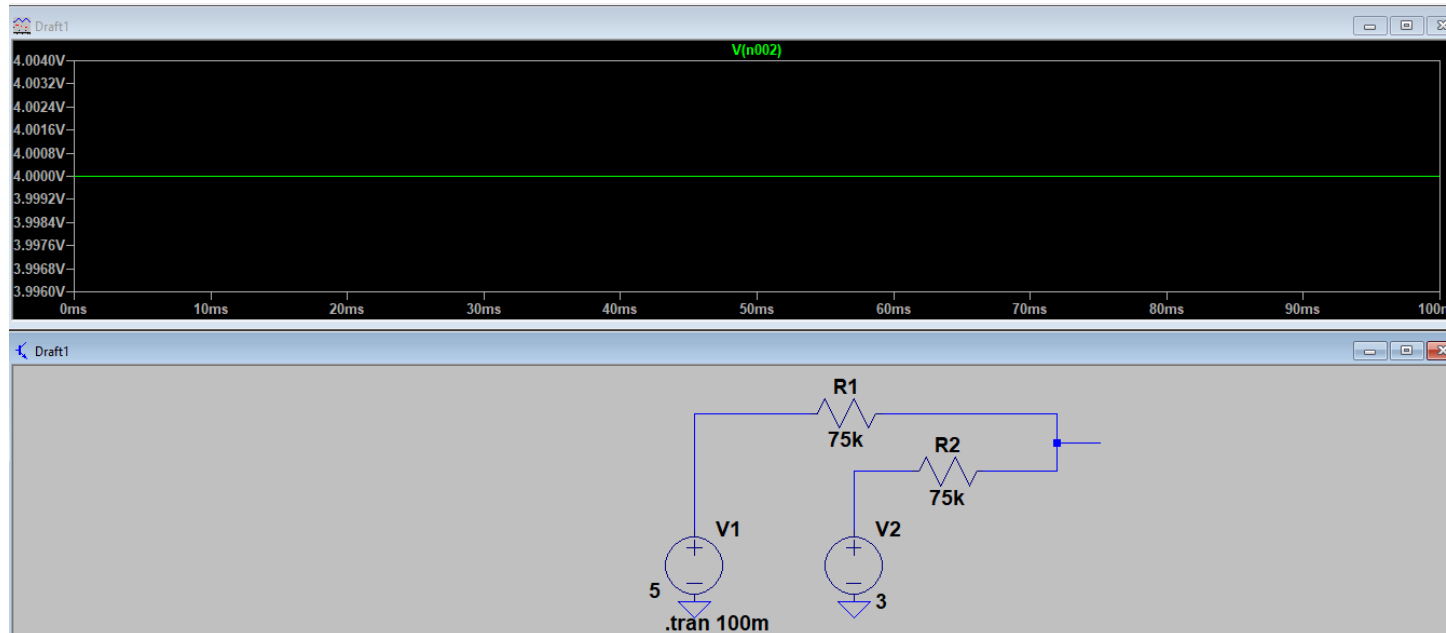 Draft1
V(n002)
4.0040V
4.0032V
4.0024V
4.0016V
4.0008V
4.0000V
3.9992V
3.9984V
3.9976V
3.9968V
3.9960V
0ms 10ms 20ms 30ms 40ms 50ms 60ms 70ms 80ms 90ms 100m
Draft1
R1
75k
R2
75k
V1
V2
5
3
.tran 100m